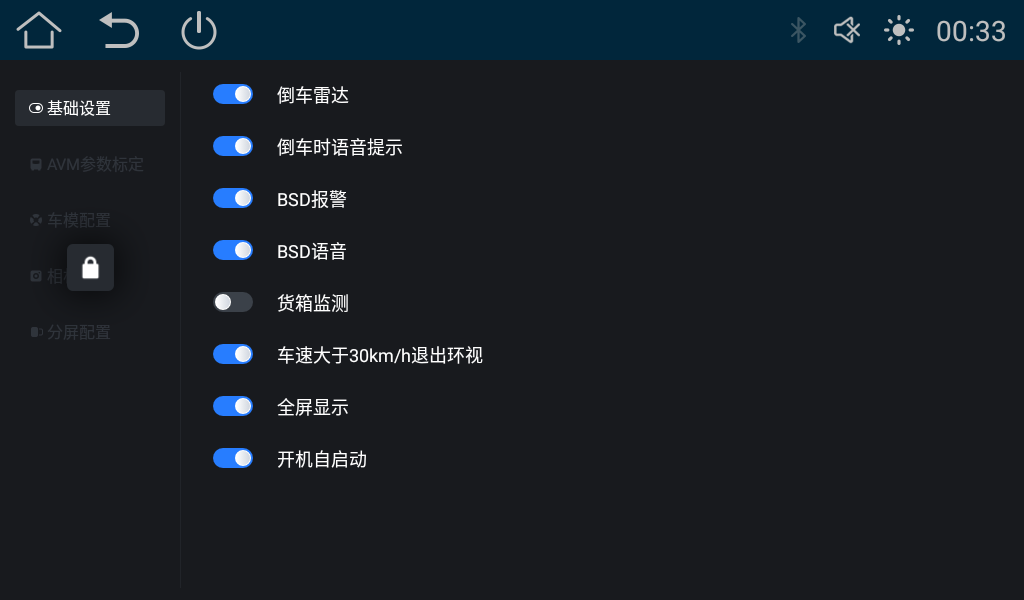 00:33
基础设置
AVM参数标定
车模配置
相
分屏配置
倒车雷达
倒车时语音提示
BSD报警
BSD语音
货箱监测
车速大于30km/h退出环视
全屏显示
开机自启动